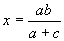 x = ab / (a + c)